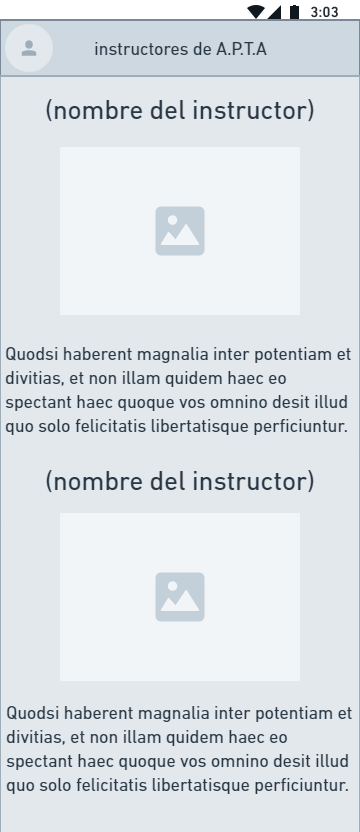 3:03
instructores de A.P.T.A
(nombre del instructor)
Quodsi haberent magnalia inter potentiam et
divitias, et non illam quidem haec eo
spectant haec quoque vos omnino desit illud
quo solo felicitatis libertatisque perficiuntur.
(nombre del instructor)
Quodsi haberent magnalia inter potentiam et
divitias, et non illam quidem haec eo
spectant haec quoque vos omnino desit illud
quo solo felicitatis libertatisque perficiuntur.